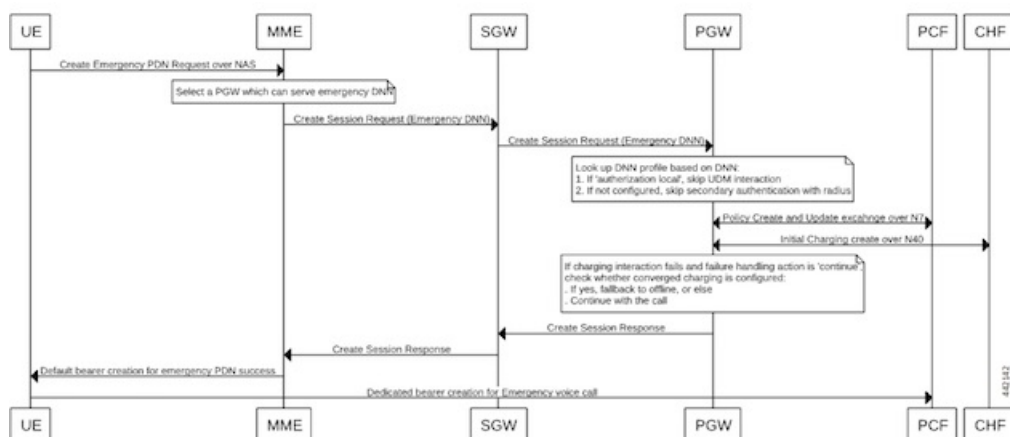 UE MME SGW PGW PCF CHF
Create Emergency PDN Request over NAS
Select a PGW which can serve emergency DNN
Create Session Request (Emergency DNN)
Create Session Request (Emergency DNN)
Look up DNN profile based on DNN:
1. If 'autherization local', skip UDM interaction
2. If not configured, skip secondary authentication with radius
Policy Create and Update excahnge over N7
Initial Charging create over N40
If charging interaction fails and failure handling action is 'continue',
check whether converged charging is configured:
. If yes, fallback to offline, or else
. Continue with the call
Create Session Response
Create Session Response
Default bearer creation for emergency PDN success
Dedicated bearer creation for Emergency voice call
442142
UE MME SGW PGW PCF CHF